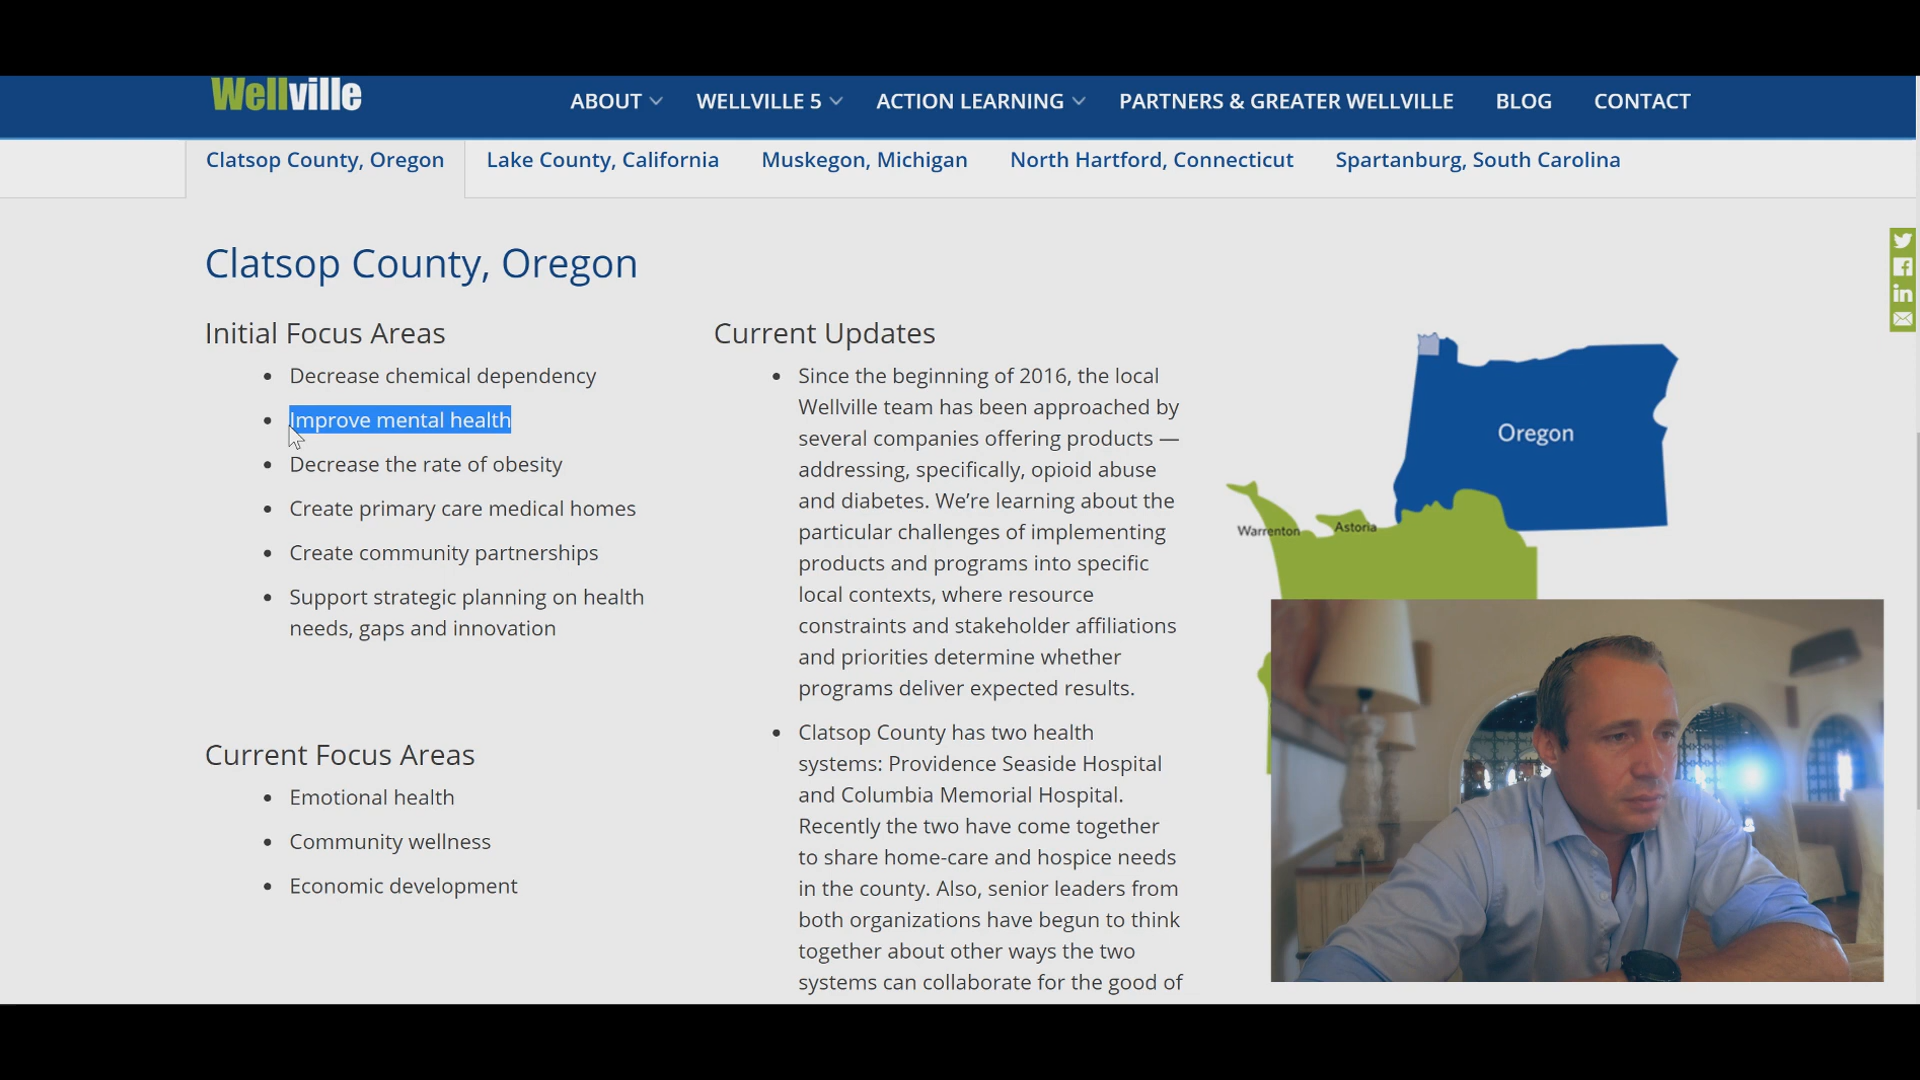 Wellville
ABOUT
WELLVILLE 5
ACTION LEARNING
PARTNERS & GREATER WELLVILLE
BLOG
CONTACT
Clatsop County, Oregon
Lake County, California
Muskegon, Michigan
North Hartford, Connecticut
Spartanburg, South Carolina
Clatsop County, Oregon
Initial Focus Areas
• Decrease chemical dependency
• Improve mental health
• Decrease the rate of obesity
• Create primary care medical homes
• Create community partnerships
• Support strategic planning on health
needs, gaps and innovation
Current Focus Areas
• Emotional health
• Community wellness
• Economic development
Current Updates
• Since the beginning of 2016, the local
Wellville team has been approached by
several companies offering products —
addressing, specifically, opioid abuse
and diabetes. We’re learning about the
particular challenges of implementing
products and programs into specific
local contexts, where resource
constraints and stakeholder affiliations
and priorities determine whether
programs deliver expected results.
• Clatsop County has two health
systems: Providence Seaside Hospital
and Columbia Memorial Hospital.
Recently the two have come together
to share home-care and hospice needs
in the county. Also, senior leaders from
both organizations have begun to think
together about other ways the two
systems can collaborate for the good of
Oregon
Warrenton
Astoria